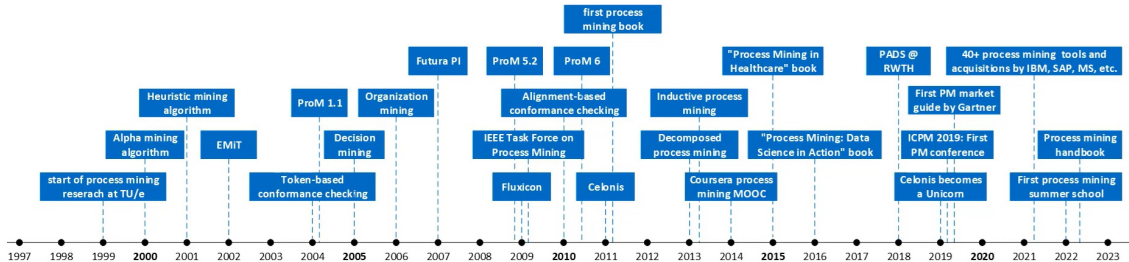 first process
mining book
Futura PI
ProM 5.2
ProM 6
"Process Mining in
Healthcare" book
PADS @
RWTH
40+ process mining tools and
acquisitions by IBM, SAP, MS, etc.
Heuristic mining
algorithm
ProM 1.1
Organization
mining
Alignment-based
conformance checking
Inductive process
mining
First PM market
guide by Gartner
Alpha mining
algorithm
EMiT
Decision
mining
IEEE Task Force on
Process Mining
Decomposed
process mining
"Process Mining: Data
Science in Action" book
ICPM 2019: First
PM conference
Process mining
handbook
start of process mining
reserach at TU/e
Token-based
conformance checking
Fluxicon
Celonis
Coursera process
mining MOOC
Celonis becomes
a Unicorn
First process mining
summer school
1997 1998 1999 2000 2001 2002 2003 2004 2005 2006 2007 2008 2009 2010 2011 2012 2013 2014 2015 2016 2017 2018 2019 2020 2021 2022 2023